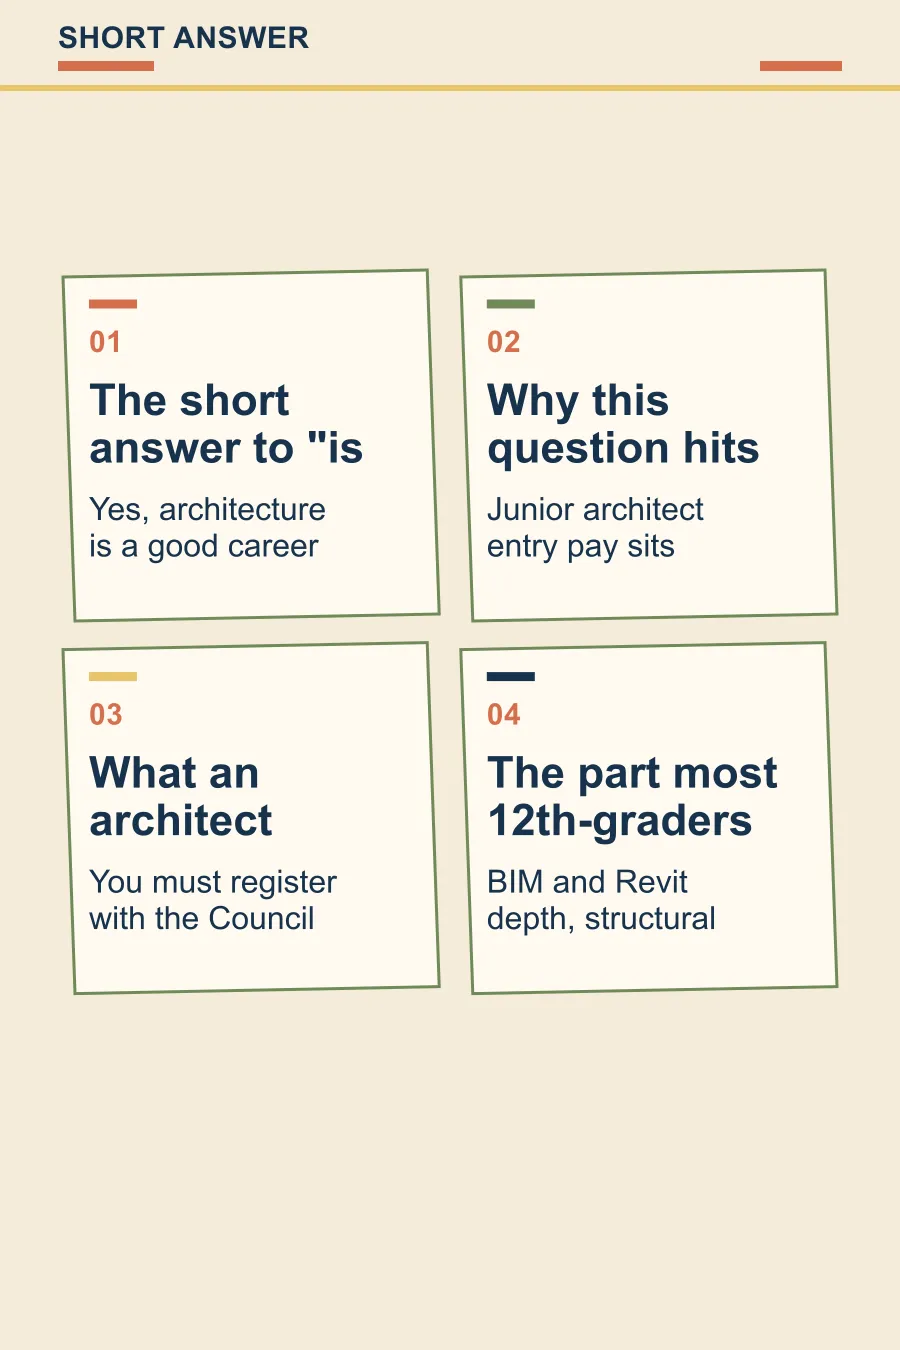 SHORT ANSWER
01
The short
answer to "is
Yes, architecture
is a good career
02
Why this
question hits
Junior architect
entry pay sits
03
What an
architect
You must register
with the Council
04
The part most
12th-graders
BIM and Revit
depth, structural